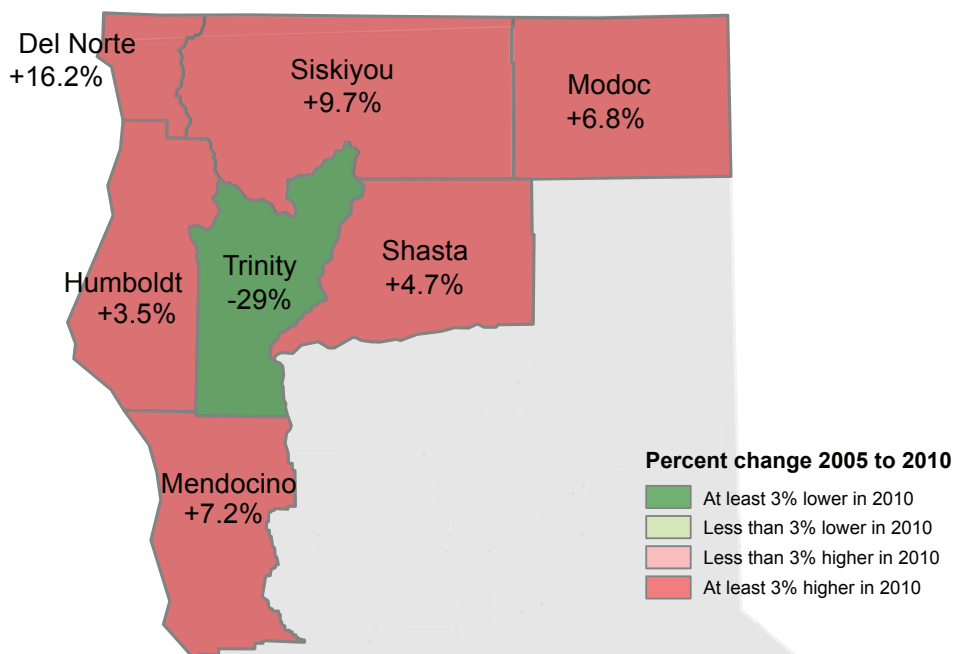 Del Norte
+16.2%
Siskiyou
+9.7%
Modoc
+6.8%
Humboldt
+3.5%
Trinity
-29%
Shasta
+4.7%
Mendocino
+7.2%
Percent change 2005 to 2010
At least 3% lower in 2010
Less than 3% lower in 2010
Less than 3% higher in 2010
At least 3% higher in 2010